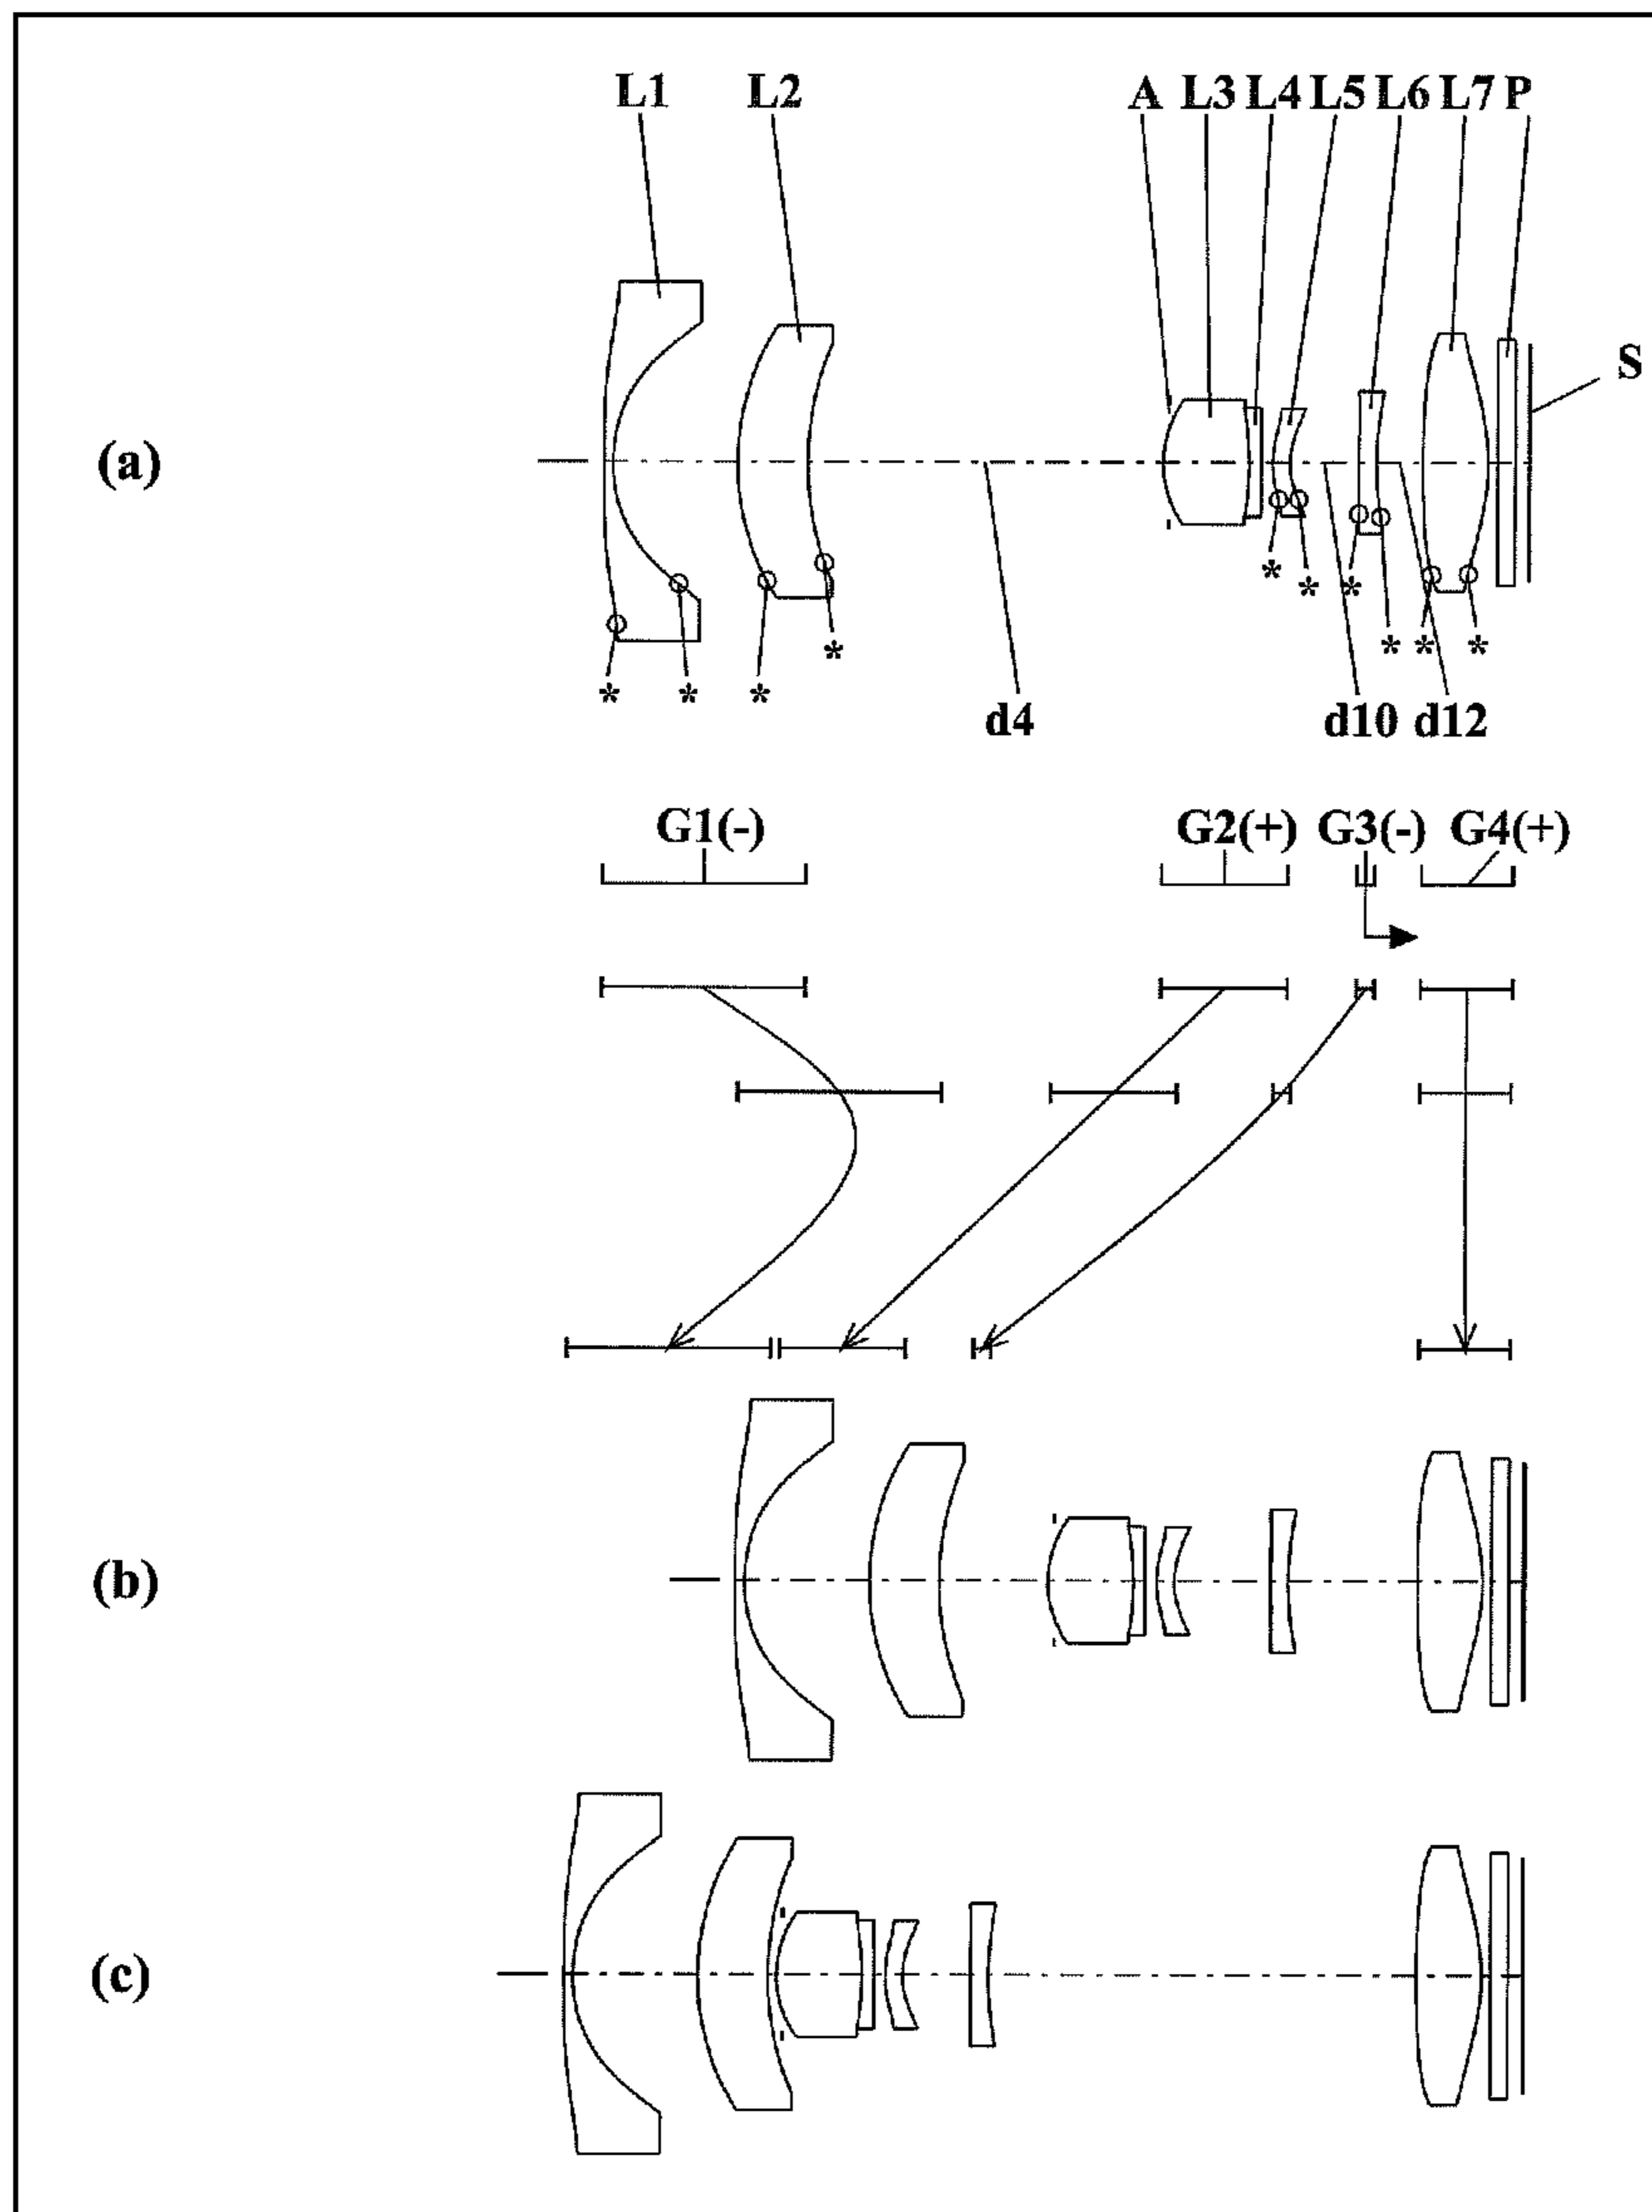 L1 L2 A L3 L4 L5 L6 L7 P
S
(a)
* * * * * * * * * *
d4 d10 d12
G1(-) G2(+) G3(-) G4(+)
(b)
(c)